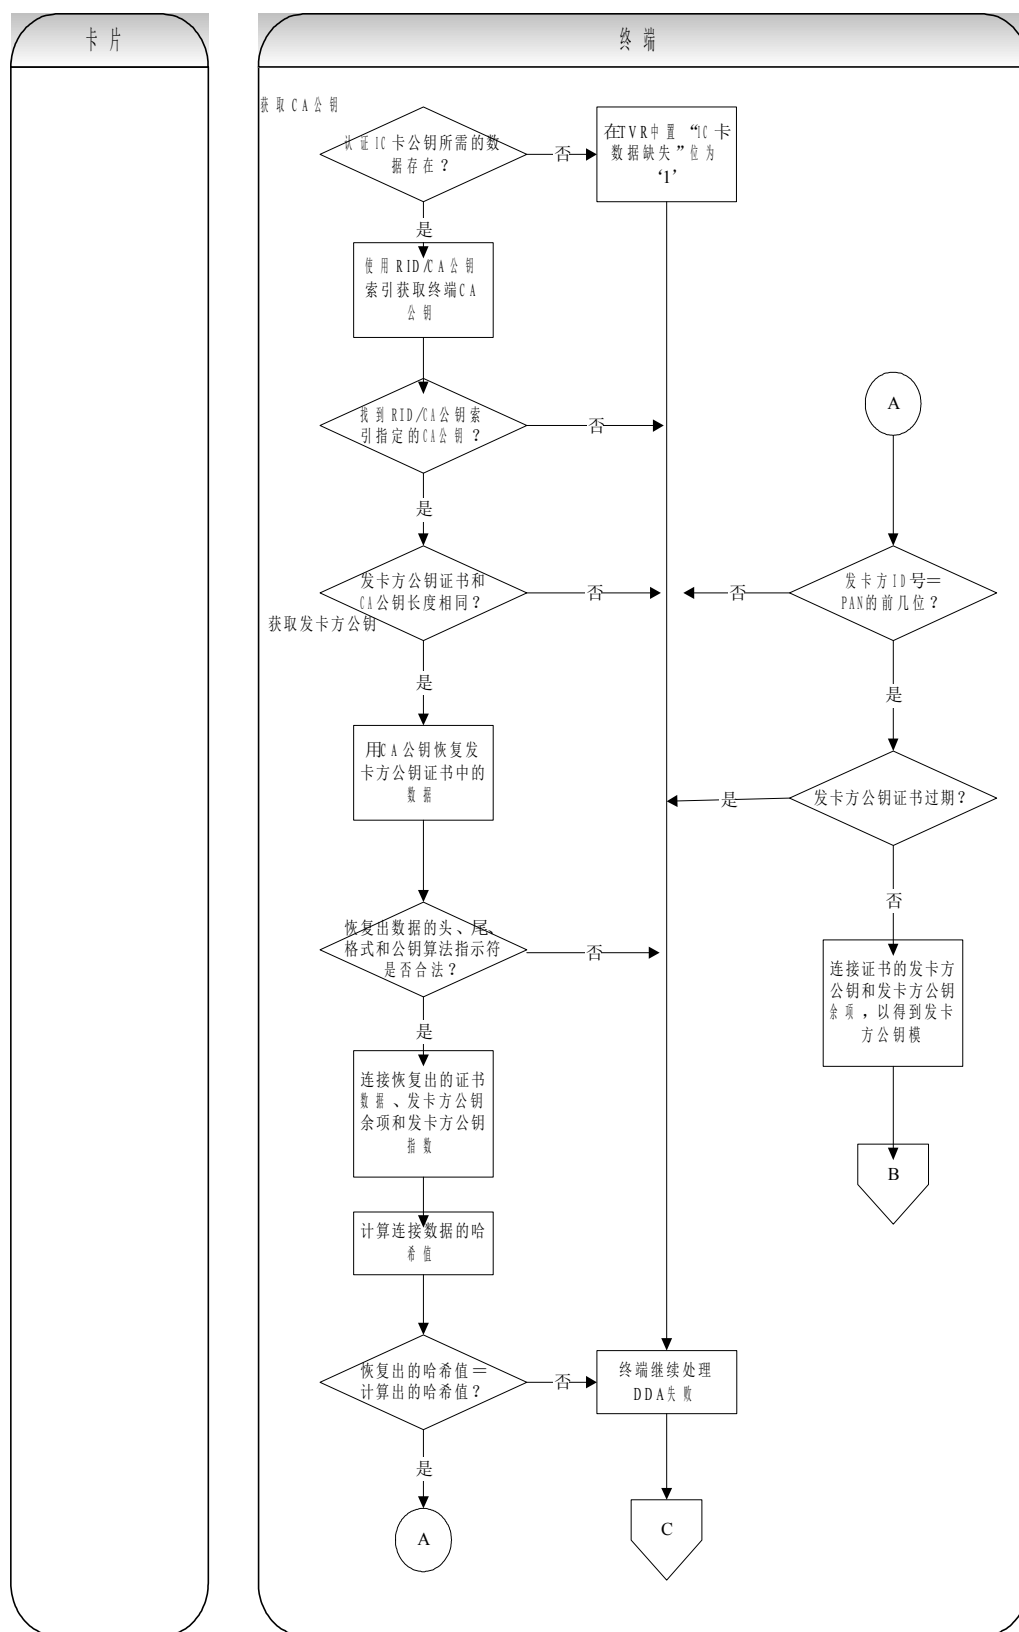 卡片
终端
获取CA公钥
认证IC卡公钥所需的数
据存在？
否
在TVR中置“IC卡
数据缺失”位为
‘1’
是
使用RID/CA公钥
索引获取终端CA
公钥
找到RID/CA公钥索
引指定的CA公钥？
否
是
发卡方公钥证书和
CA公钥长度相同？
否
获取发卡方公钥
是
用CA公钥恢复发
卡方公钥证书中的
数据
恢复出数据的头、尾、
格式和公钥算法指示符
是否合法？
否
是
连接恢复出的证书
数据、发卡方公钥
余项和发卡方公钥
指数
计算连接数据的哈
希值
恢复出的哈希值＝
计算出的哈希值？
否
终端继续处理
DDA失败
是
A
C
A
发卡方ID号＝
PAN的前几位？
否
是
发卡方公钥证书过期？
是
否
连接证书的发卡方
公钥和发卡方公钥
余项，以得到发卡
方公钥模
B